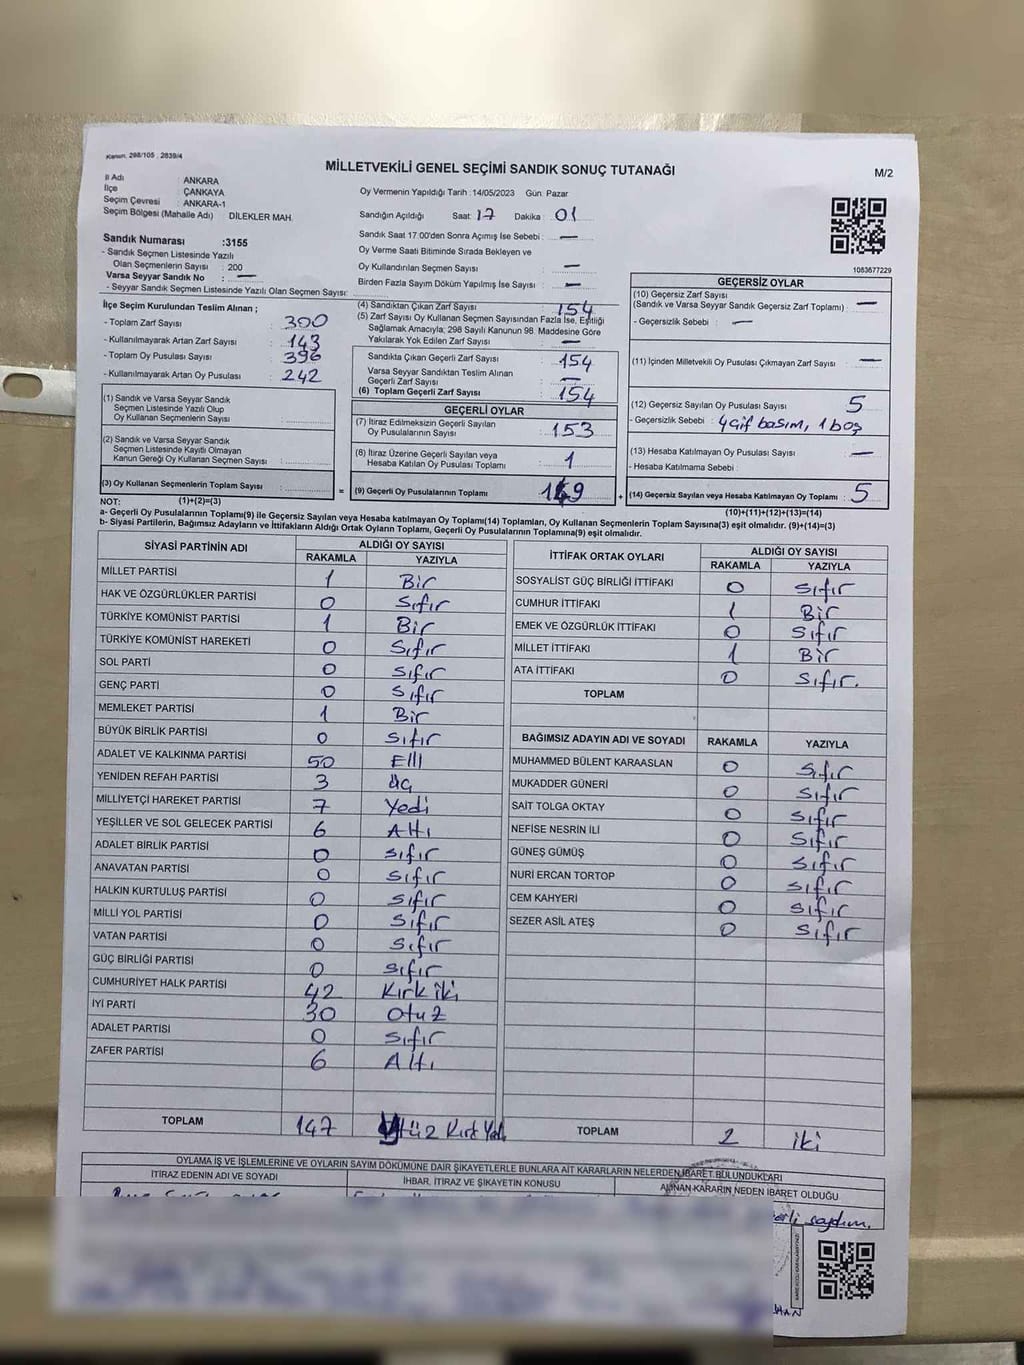 Kanun: 298/105 ; 2839/4
MİLLETVEKİLİ GENEL SEÇİMİ SANDIK SONUÇ TUTANAĞI
M/2
İl Adı : ANKARA
İlçe : ÇANKAYA
Seçim Çevresi : ANKARA-1
Seçim Bölgesi (Mahalle Adı) DİLEKLER MAH.
Sandık Numarası :3155
- Sandık Seçmen Listesinde Yazılı
Olan Seçmenlerin Sayısı : 200
Varsa Seyyar Sandık No : —
- Seyyar Sandık Seçmen Listesinde Yazılı Olan Seçmen Sayısı:
Oy Vermenin Yapıldığı Tarih : 14/05/2023 Gün: Pazar
Sandığın Açıldığı Saat: 17 Dakika : 01
Sandık Saat 17:00'den Sonra Açımış İse Sebebi : —
Oy Verme Saati Bitiminde Sırada Bekleyen ve
Oy Kullandırılan Seçmen Sayısı : —
Birden Fazla Sayım Döküm Yapılmış İse Sayısı : —
1083677229
İlçe Seçim Kurulundan Teslim Alınan ;
- Toplam Zarf Sayısı : 300
- Kullanılmayarak Artan Zarf Sayısı : 143
- Toplam Oy Pusulası Sayısı : 396
- Kullanılmayarak Artan Oy Pusulası : 242
(1) Sandık ve Varsa Seyyar Sandık
Seçmen Listesinde Yazılı Olup
Oy Kullanan Seçmenlerin Sayısı :
(2) Sandık ve Varsa Seyyar Sandık
Seçmen Listesinde Kayıtlı Olmayan
Kanun Gereği Oy Kullanan Seçmen Sayısı :
(3) Oy Kullanan Seçmenlerin Toplam Sayısı :
(4) Sandıktan Çıkan Zarf Sayısı : 154
(5) Zarf Sayısı Oy Kullanan Seçmen Sayısından Fazla İse, Eşitliği
Sağlamak Amacıyla; 298 Sayılı Kanunun 98. Maddesine Göre
Yakılarak Yok Edilen Zarf Sayısı : —
Sandıkta Çıkan Geçerli Zarf Sayısı : 154
Varsa Seyyar Sandıktan Teslim Alınan
Geçerli Zarf Sayısı : —
(6) Toplam Geçerli Zarf Sayısı : 154
GEÇERLİ OYLAR
(7) İtiraz Edilmeksizin Geçerli Sayılan
Oy Pusulalarının Sayısı : 153
(8) İtiraz Üzerine Geçerli Sayılan veya
Hesaba Katılan Oy Pusulası Toplamı : 1
= (9) Geçerli Oy Pusulalarının Toplamı : 149
GEÇERSİZ OYLAR
(10) Geçersiz Zarf Sayısı
(Sandık ve Varsa Seyyar Sandık Geçersiz Zarf Toplamı) : —
- Geçersizlik Sebebi : —
(11) İçinden Milletvekili Oy Pusulası Çıkmayan Zarf Sayısı : —
(12) Geçersiz Sayılan Oy Pusulası Sayısı : 5
- Geçersizlik Sebebi : 4 çif basım, 1 boş
(13) Hesaba Katılmayan Oy Pusulası Sayısı : —
- Hesaba Katılmama Sebebi :
+ (14) Geçersiz Sayılan veya Hesaba Katılmayan Oy Toplamı : 5
NOT: (1)+(2)=(3)
(10)+(11)+(12)+(13)=(14)
a- Geçerli Oy Pusulalarının Toplamı(9) ile Geçersiz Sayılan veya Hesaba katılmayan Oy Toplamı(14) Toplamları, Oy Kullanan Seçmenlerin Toplam Sayısına(3) eşit olmalıdır. (9)+(14)=(3)
b- Siyasi Partilerin, Bağımsız Adayların ve İttifakların Aldığı Ortak Oyların Toplamı, Geçerli Oy Pusulalarının Toplamına(9) eşit olmalıdır.
SİYASİ PARTİNİN ADI ALDIĞI OY SAYISI
RAKAMLA YAZIYLA
MİLLET PARTİSİ 1 Bir
HAK VE ÖZGÜRLÜKLER PARTİSİ 0 Sıfır
TÜRKİYE KOMÜNİST PARTİSİ 1 Bir
TÜRKİYE KOMÜNİST HAREKETİ 0 Sıfır
SOL PARTİ 0 Sıfır
GENÇ PARTİ 0 Sıfır
MEMLEKET PARTİSİ 1 Bir
BÜYÜK BİRLİK PARTİSİ 0 Sıfır
ADALET VE KALKINMA PARTİSİ 50 Elli
YENİDEN REFAH PARTİSİ 3 üç
MİLLİYETÇİ HAREKET PARTİSİ 7 Yedi
YEŞİLLER VE SOL GELECEK PARTİSİ 6 Altı
ADALET BİRLİK PARTİSİ 0 sıfır
ANAVATAN PARTİSİ 0 sıfır
HALKIN KURTULUŞ PARTİSİ 0 sıfır
MİLLİ YOL PARTİSİ 0 sıfır
VATAN PARTİSİ 0 sıfır
GÜÇ BİRLİĞİ PARTİSİ 0 sıfır
CUMHURİYET HALK PARTİSİ 42 Kırk iki
İYİ PARTİ 30 Otuz
ADALET PARTİSİ 0 sıfır
ZAFER PARTİSİ 6 Altı
TOPLAM 147 Yüz Kırk Yedi
İTTİFAK ORTAK OYLARI ALDIĞI OY SAYISI
RAKAMLA YAZIYLA
SOSYALİST GÜÇ BİRLİĞİ İTTİFAKI 0 sıfır
CUMHUR İTTİFAKI 1 Bir
EMEK VE ÖZGÜRLÜK İTTİFAKI 0 sıfır
MİLLET İTTİFAKI 1 Bir
ATA İTTİFAKI 0 sıfır.
TOPLAM
BAĞIMSIZ ADAYIN ADI VE SOYADI RAKAMLA YAZIYLA
MUHAMMED BÜLENT KARAASLAN 0 sıfır
MUKADDER GÜNERİ 0 sıfır
SAİT TOLGA OKTAY 0 sıfır
NEFİSE NESRİN İLİ 0 sıfır
GÜNEŞ GÜMÜŞ 0 sıfır
NURİ ERCAN TORTOP 0 sıfır
CEM KAHYERİ 0 sıfır
SEZER ASİL ATEŞ 0 sıfır
TOPLAM 2 iki
OYLAMA İŞ VE İŞLEMLERİNE VE OYLARIN SAYIM DÖKÜMÜNE DAİR ŞİKAYETLERLE BUNLARA AİT KARARLARIN NELERDEN İBARET BULUNDUKLARI
İTİRAZ EDENİN ADI VE SOYADI İHBAR, İTİRAZ VE ŞİKAYETİN KONUSU ALINAN KARARIN NEDEN İBARET OLDUĞU
saydım.